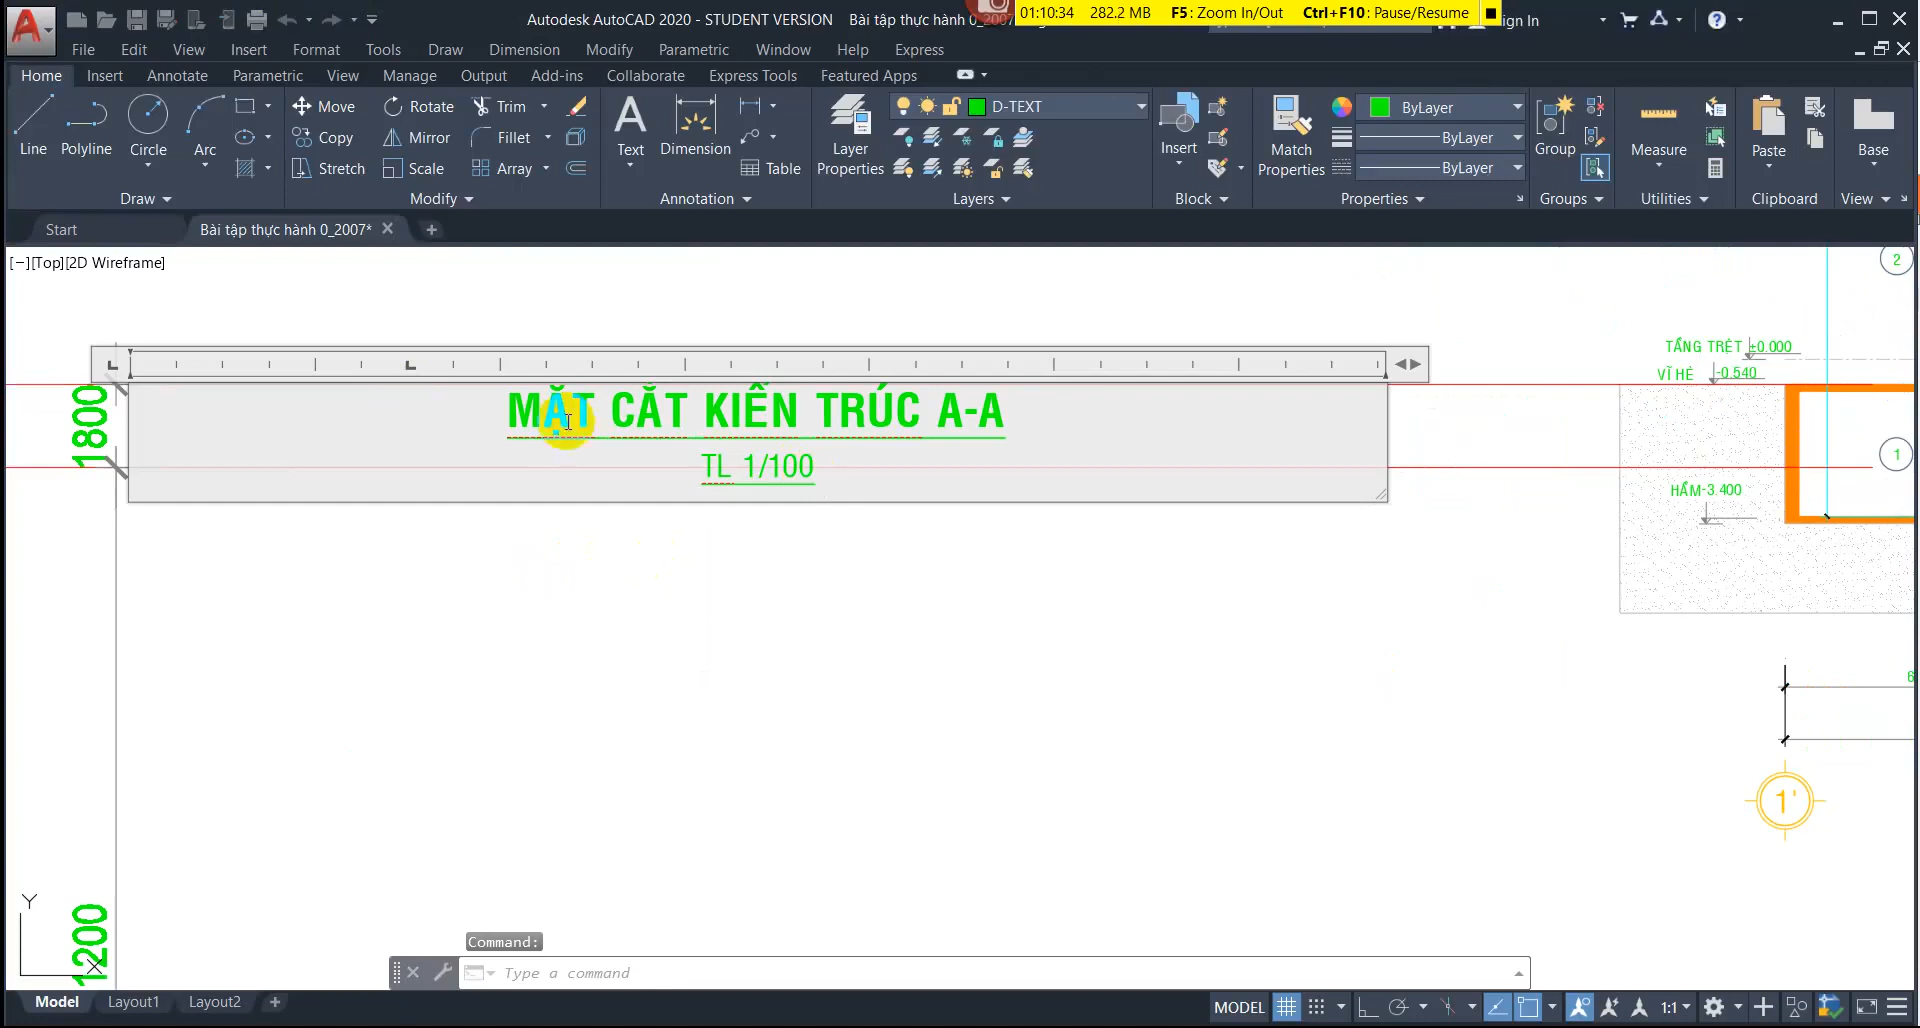 Autodesk AutoCAD 2020 - STUDENT VERSION Bài tập thực hành 0_2007
01:10:34 282.2 MB F5: Zoom In/Out Ctrl+F10: Pause/Resume
ign In
File Edit View Insert Format Tools Draw Dimension Modify Parametric Window Help Express
Home Insert Annotate Parametric View Manage Output Add-ins Collaborate Express Tools Featured Apps
Line Polyline Circle Arc
Draw
Move Rotate Trim
Copy Mirror Fillet
Stretch Scale Array
Modify
Text Dimension Table
Annotation
Layer Properties
D-TEXT
Layers
Insert
Block
Match Properties
ByLayer
ByLayer
ByLayer
Properties
Group
Groups
Measure
Utilities
Paste
Clipboard
Base
View
Start Bài tập thực hành 0_2007*
[−][Top][2D Wireframe]
2
TẦNG TRỆT ±0.000
VĨ HÈ -0.540
1800
MẶT CẮT KIẾN TRÚC A-A
TL 1/100
1
HẦM-3.400
6
1'
1200
Y
X
Command:
Type a command
Model Layout1 Layout2
MODEL 1:1